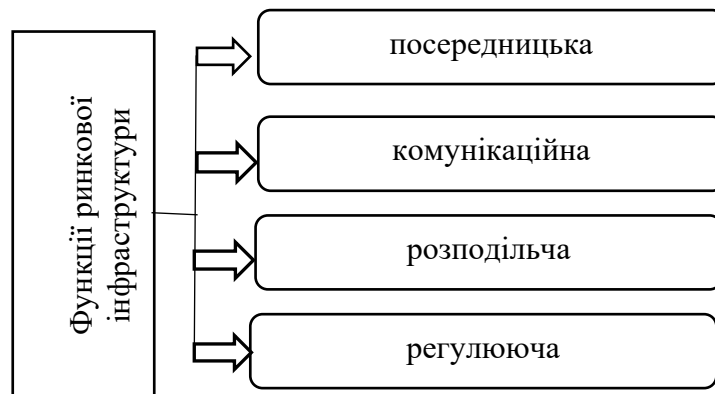 Функції ринкової
інфраструктури
посередницька
комунікаційна
розподільча
регулююча